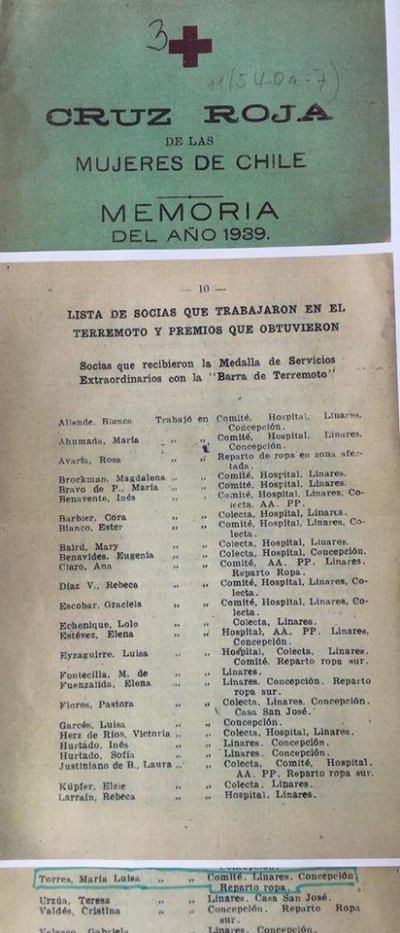 3
CRUZ ROJA
DE LAS
MUJERES DE CHILE
MEMORIA
DEL AÑO 1939.
— 10 —
LISTA DE SOCIAS QUE TRABAJARON EN EL
TERREMOTO Y PREMIOS QUE OBTUVIERON
Socias que recibieron la Medalla de Servicios
Extraordinarios con la "Barra de Terremoto"
Allende, Blanca Trabajó en Comité, Hospital, Linares,
Concepción.
Ahumada, María „ „ Comité, Hospital, Linares,
Concepción.
Avaria, Rosa „ „ Reparto de ropa en zona afec-
tada.
Brockman, Magdalena „ „ Comité, Hospital, Linares.
Bravo de P., María „ „ Comité, Hospital, Linares.
Benavente, Inés „ „ Comité, Hospital, Linares, Co-
lecta. AA. PP.
Barbier, Cora „ „ Colecta, Hospital, Linares.
Blanco, Ester „ „ Comité, Hospital, Linares, Co-
lecta.
Baird, Mary „ „ Colecta, Hospital, Linares.
Benavides, Eugenia „ „ Colecta, Hospital, Concepción.
Claro, Ana „ „ Comité, AA. PP. Linares.
Reparto Ropa.
Díaz V., Rebeca „ „ Comité, Hospital, Linares, Co-
lecta.
Escobar, Graciela „ „ Comité, Hospital, Linares, Co-
lecta.
Echenique, Lolo „ „ Colecta, Linares.
Estévez, Elena „ „ Hospital, AA. PP. Linares,
Concepción.
Eyzaguirre, Luisa „ „ Hospital, Colecta, Linares.
Comité. Reparto ropa sur.
Fontecilla, M. de „ „ Linares.
Fuenzalida, Elena „ „ Linares. Concepción. Reparto
ropa sur.
Flores, Pastora „ „ Colecta, Linares. Concepción.
Casa San José.
Garcés, Luisa „ „ Concepción.
Herz de Ríos, Victoria „ „ Colecta, Hospital, Linares.
Hurtado, Inés „ „ Linares. Concepción.
Hurtado, Sofía „ „ Linares. Concepción.
Justiniano de B., Laura „ „ Colecta, Comité, Hospital.
AA. PP. Reparto ropa sur.
Küpfer, Elsie „ „ Colecta, Linares.
Larraín, Rebeca „ „ Hospital, Linares.
Concepción.
Torres, María Luisa „ „ Comité. Linares. Concepción
Reparto ropa.
Urzúa, Teresa „ „ Linares. Casa San José.
Valdés, Cristina „ „ Concepción. Reparto Ropa
sur.
Velasco, Gabriela „ „ Linares, Concepción.